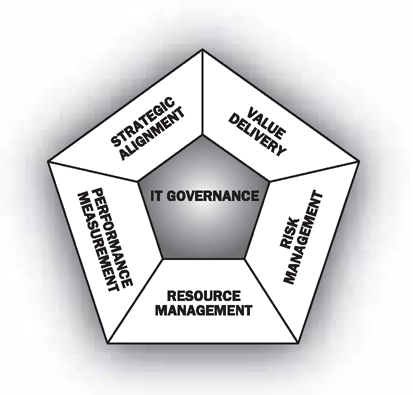 STRATEGIC
ALIGNMENT
VALUE
DELIVERY
IT GOVERNANCE
PERFORMANCE
MEASUREMENT
RISK
MANAGEMENT
RESOURCE
MANAGEMENT